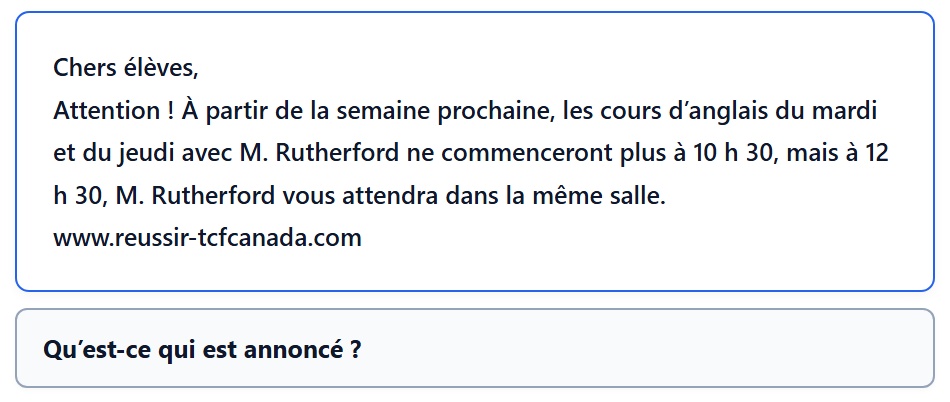 Chers élèves,
Attention ! À partir de la semaine prochaine, les cours d’anglais du mardi
et du jeudi avec M. Rutherford ne commenceront plus à 10 h 30, mais à 12
h 30, M. Rutherford vous attendra dans la même salle.
www.reussir-tcfcanada.com
Qu’est-ce qui est annoncé ?